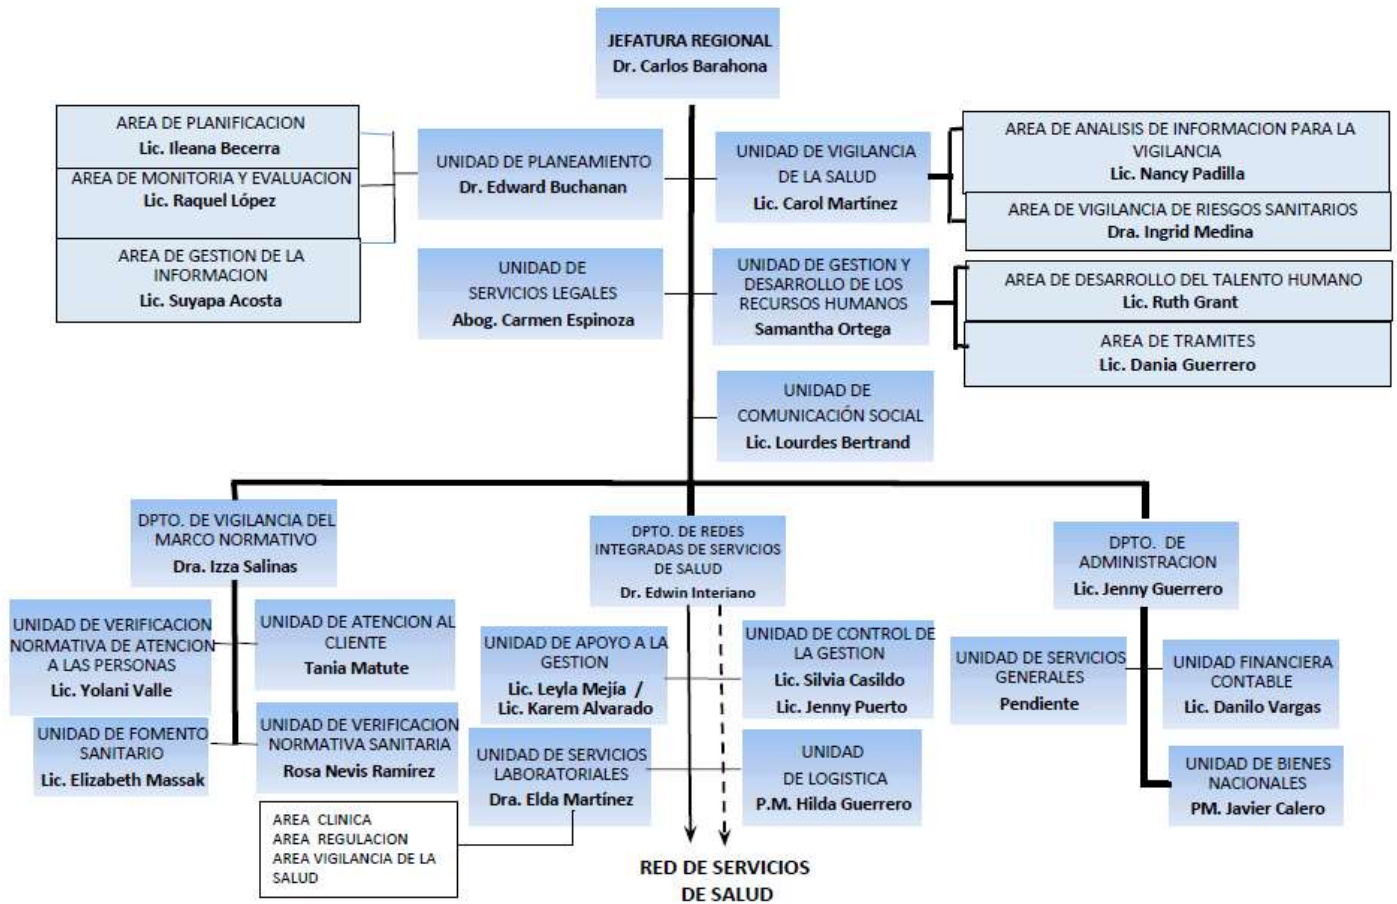 JEFATURA REGIONAL
Dr. Carlos Barahona
AREA DE PLANIFICACION
Lic. Ileana Becerra
AREA DE MONITORIA Y EVALUACION
Lic. Raquel López
AREA DE GESTION DE LA
INFORMACION
Lic. Suyapa Acosta
UNIDAD DE PLANEAMIENTO
Dr. Edward Buchanan
UNIDAD DE VIGILANCIA
DE LA SALUD
Lic. Carol Martínez
AREA DE ANALISIS DE INFORMACION PARA LA
VIGILANCIA
Lic. Nancy Padilla
AREA DE VIGILANCIA DE RIESGOS SANITARIOS
Dra. Ingrid Medina
UNIDAD DE
SERVICIOS LEGALES
Abog. Carmen Espinoza
UNIDAD DE GESTION Y
DESARROLLO DE LOS
RECURSOS HUMANOS
Samantha Ortega
AREA DE DESARROLLO DEL TALENTO HUMANO
Lic. Ruth Grant
AREA DE TRAMITES
Lic. Dania Guerrero
UNIDAD DE
COMUNICACIÓN SOCIAL
Lic. Lourdes Bertrand
DPTO. DE VIGILANCIA DEL
MARCO NORMATIVO
Dra. Izza Salinas
DPTO. DE REDES
INTEGRADAS DE SERVICIOS
DE SALUD
Dr. Edwin Interiano
DPTO. DE
ADMINISTRACION
Lic. Jenny Guerrero
UNIDAD DE VERIFICACION
NORMATIVA DE ATENCION
A LAS PERSONAS
Lic. Yolani Valle
UNIDAD DE ATENCION AL
CLIENTE
Tania Matute
UNIDAD DE FOMENTO
SANITARIO
Lic. Elizabeth Massak
UNIDAD DE VERIFICACION
NORMATIVA SANITARIA
Rosa Nevis Ramírez
UNIDAD DE APOYO A LA
GESTION
Lic. Leyla Mejía /
Lic. Karem Alvarado
UNIDAD DE CONTROL DE
LA GESTION
Lic. Silvia Casildo
Lic. Jenny Puerto
UNIDAD DE SERVICIOS
LABORATORIALES
Dra. Elda Martínez
UNIDAD
DE LOGISTICA
P.M. Hilda Guerrero
AREA CLINICA
AREA REGULACION
AREA VIGILANCIA DE LA
SALUD
UNIDAD DE SERVICIOS
GENERALES
Pendiente
UNIDAD FINANCIERA
CONTABLE
Lic. Danilo Vargas
UNIDAD DE BIENES
NACIONALES
PM. Javier Calero
RED DE SERVICIOS
DE SALUD